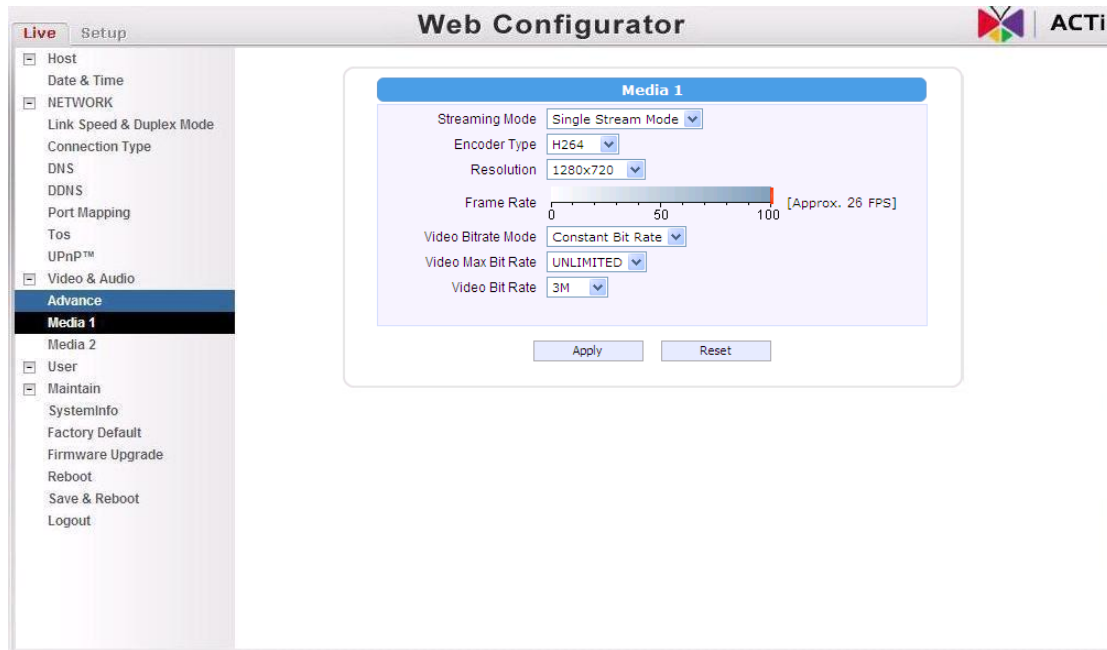 Live Setup
Web Configurator
ACTi
Host
Date & Time
NETWORK
Link Speed & Duplex Mode
Connection Type
DNS
DDNS
Port Mapping
Tos
UPnP™
Video & Audio
Advance
Media 1
Media 2
User
Maintain
SystemInfo
Factory Default
Firmware Upgrade
Reboot
Save & Reboot
Logout
Media 1
Streaming Mode Single Stream Mode
Encoder Type H264
Resolution 1280x720
Frame Rate 0 50 100 [Approx. 26 FPS]
Video Bitrate Mode Constant Bit Rate
Video Max Bit Rate UNLIMITED
Video Bit Rate 3M
Apply Reset